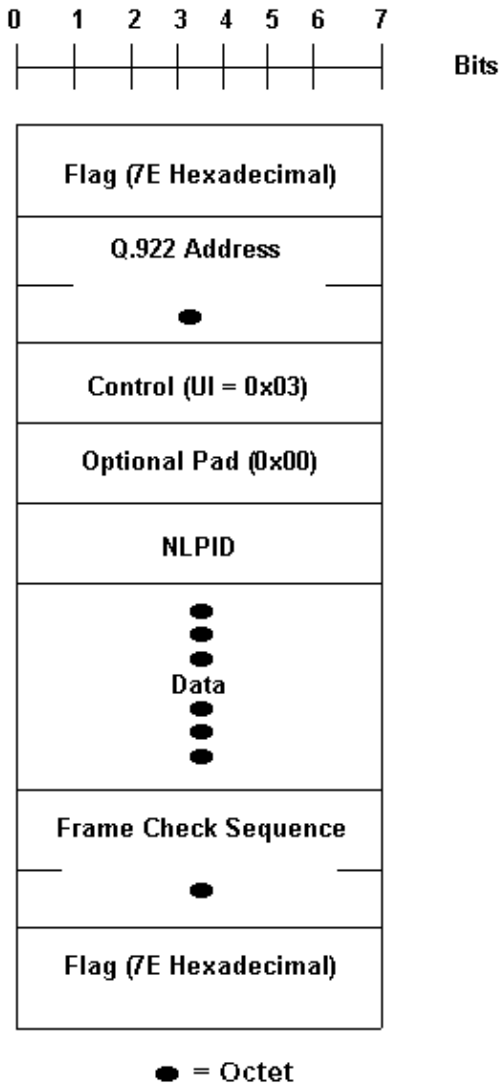 0 1 2 3 4 5 6 7
Bits
Flag (7E Hexadecimal)
Q.922 Address
Control (UI = 0x03)
Optional Pad (0x00)
NLPID
Data
Frame Check Sequence
Flag (7E Hexadecimal)
= Octet